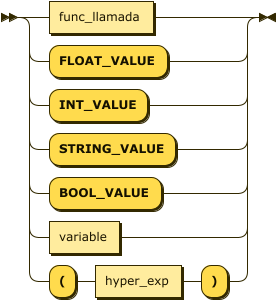 func_llamada
FLOAT_VALUE
INT_VALUE
STRING_VALUE
BOOL_VALUE
variable
( hyper_exp )